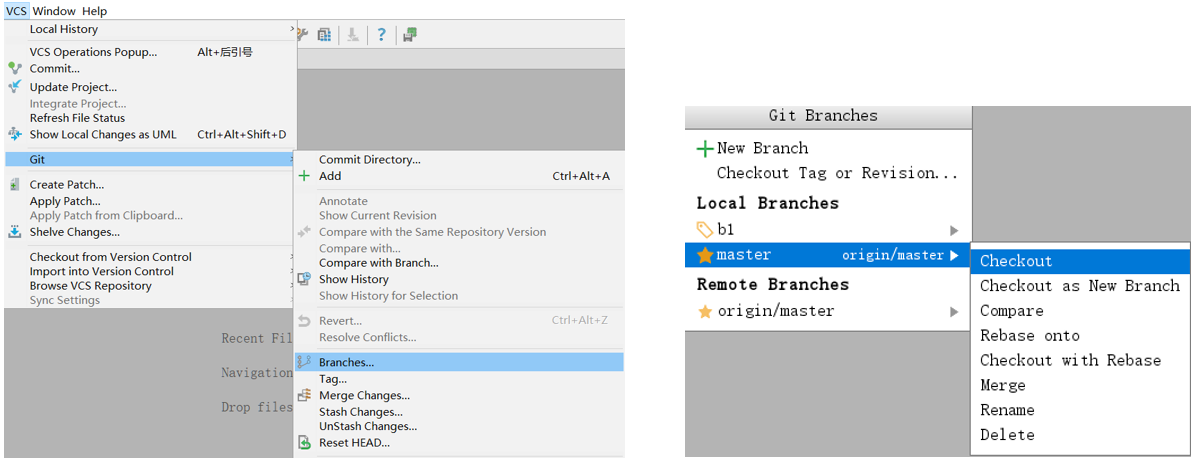 VCS Window Help
Local History
VCS Operations Popup... Alt+后引号
Commit...
Update Project...
Integrate Project...
Refresh File Status
Show Local Changes as UML Ctrl+Alt+Shift+D
Git
Create Patch...
Apply Patch...
Apply Patch from Clipboard...
Shelve Changes...
Checkout from Version Control
Import into Version Control
Browse VCS Repository
Sync Settings
Recent Fil
Navigation
Drop files
Commit Directory...
Add Ctrl+Alt+A
Annotate
Show Current Revision
Compare with the Same Repository Version
Compare with...
Compare with Branch...
Show History
Show History for Selection
Revert... Ctrl+Alt+Z
Resolve Conflicts...
Branches...
Tag...
Merge Changes...
Stash Changes...
UnStash Changes...
Reset HEAD...
Git Branches
New Branch
Checkout Tag or Revision...
Local Branches
b1
master origin/master
Remote Branches
origin/master
Checkout
Checkout as New Branch
Compare
Rebase onto
Checkout with Rebase
Merge
Rename
Delete